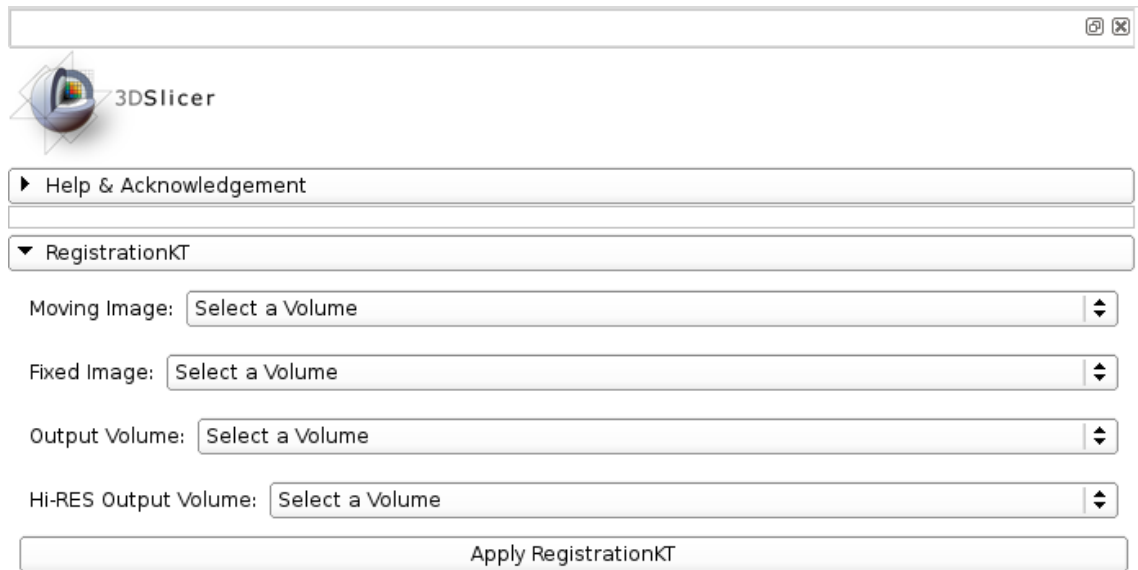 3DSlicer
Help & Acknowledgement
RegistrationKT
Moving Image: Select a Volume
Fixed Image: Select a Volume
Output Volume: Select a Volume
Hi-RES Output Volume: Select a Volume
Apply RegistrationKT